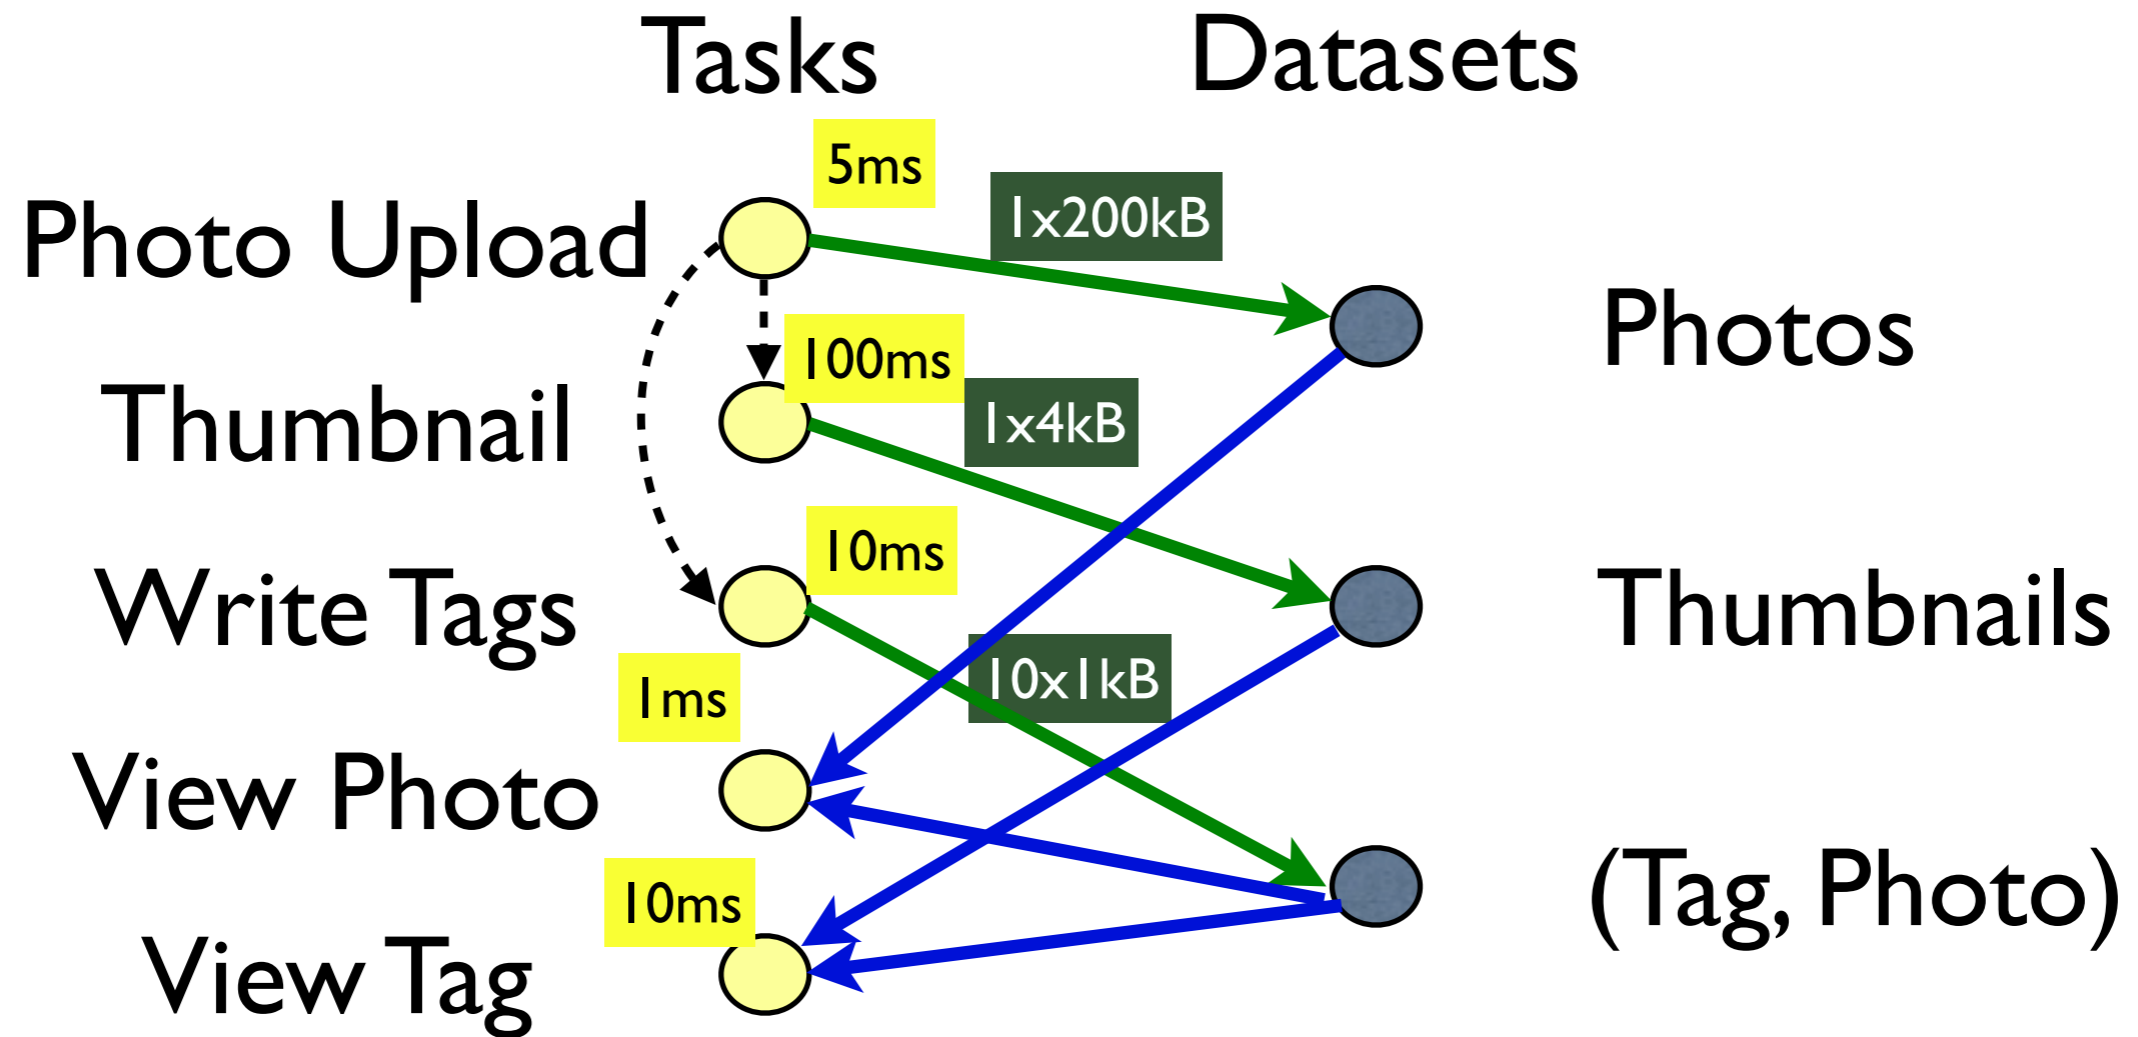 Tasks
Datasets
5ms
1x200kB
Photo Upload
Photos
100ms
Thumbnail
1x4kB
10ms
Write Tags
Thumbnails
1ms
10x1kB
View Photo
10ms
(Tag, Photo)
View Tag